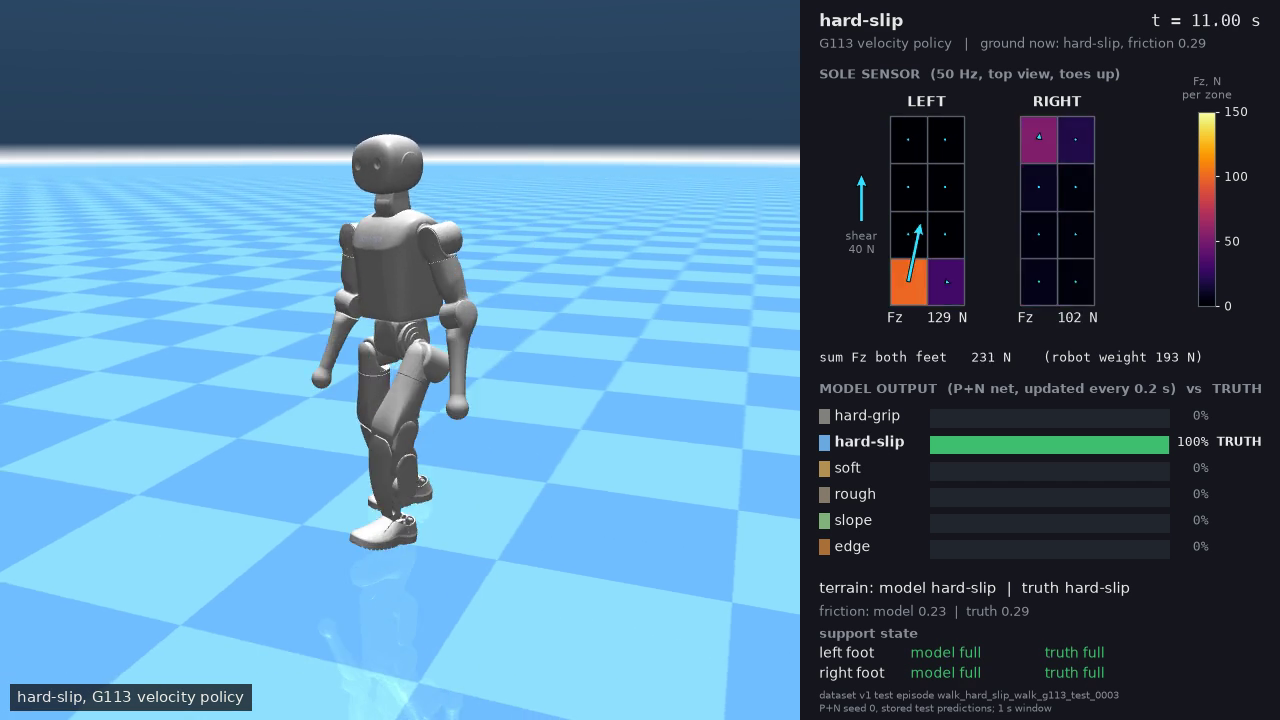 hard-slip
t = 11.00 s
G113 velocity policy | ground now: hard-slip, friction 0.29
SOLE SENSOR (50 Hz, top view, toes up)
Fz, N
per zone
LEFT
RIGHT
150
100
50
0
shear
40 N
Fz 129 N
Fz 102 N
sum Fz both feet 231 N (robot weight 193 N)
MODEL OUTPUT (P+N net, updated every 0.2 s) vs TRUTH
hard-grip 0%
hard-slip 100% TRUTH
soft 0%
rough 0%
slope 0%
edge 0%
terrain: model hard-slip | truth hard-slip
friction: model 0.23 | truth 0.29
support state
left foot model full truth full
right foot model full truth full
dataset v1 test episode walk_hard_slip_walk_g113_test_0003
P+N seed 0, stored test predictions; 1 s window
hard-slip, G113 velocity policy